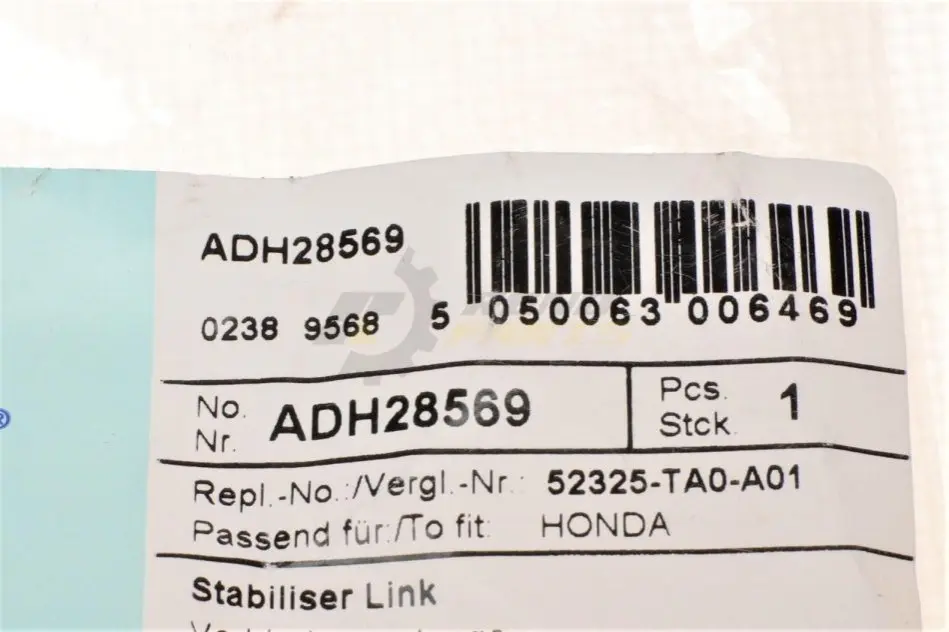 ADH28569
0238 9568
5 050063 006469
No.
Nr. ADH28569
Pcs.
Stck. 1
Repl.-No.:/Vergl.-Nr.: 52325-TA0-A01
Passend für:/To fit: HONDA
Stabiliser Link
®